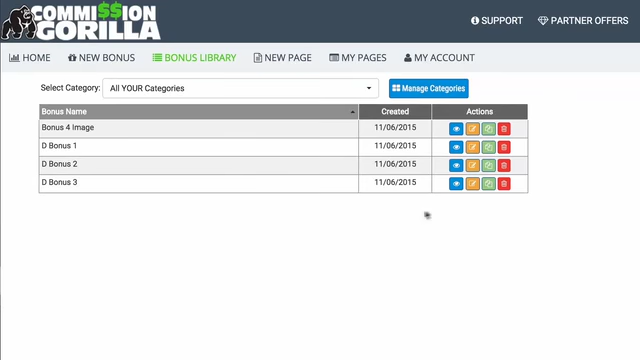 COMMI$$ION
GORILLA
SUPPORT
PARTNER OFFERS
HOME
NEW BONUS
BONUS LIBRARY
NEW PAGE
MY PAGES
MY ACCOUNT
Select Category:
All YOUR Categories
Manage Categories
Bonus Name
Created
Actions
Bonus 4 Image
11/06/2015
D Bonus 1
11/06/2015
D Bonus 2
11/06/2015
D Bonus 3
11/06/2015